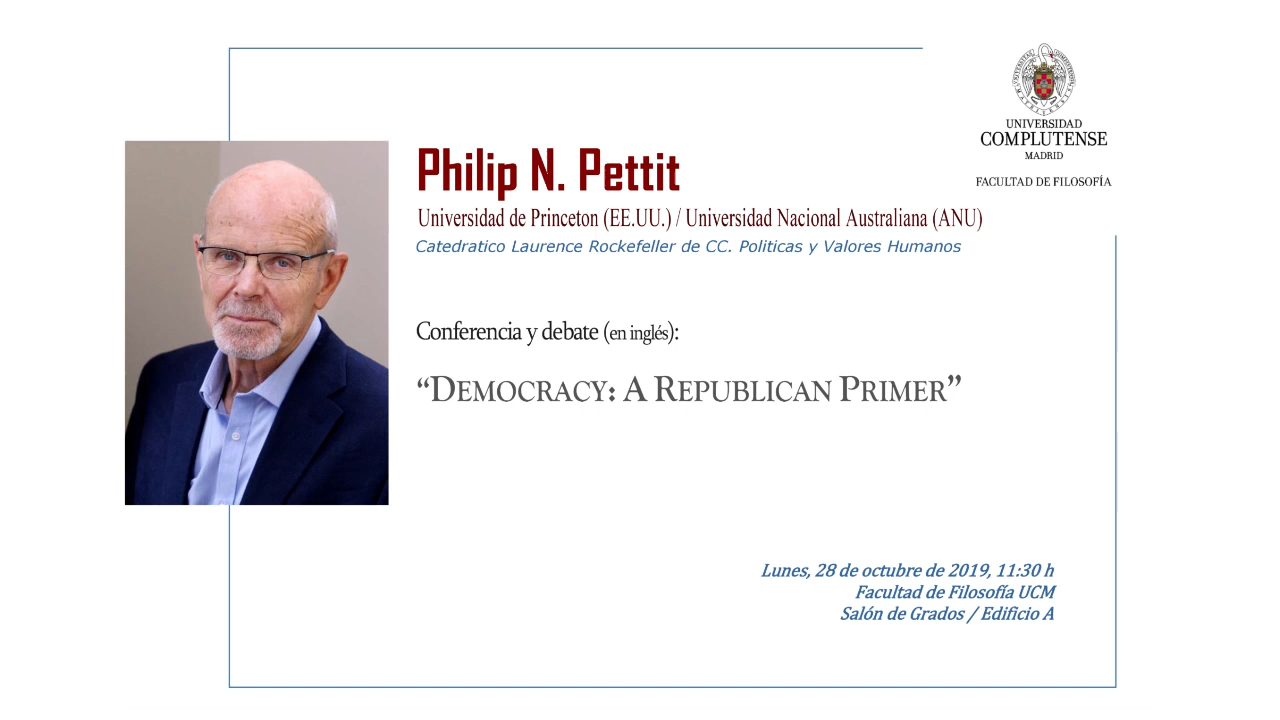 UNIVERSIDAD
COMPLUTENSE
MADRID
FACULTAD DE FILOSOFÍA
Philip N. Pettit
Universidad de Princeton (EE.UU.) / Universidad Nacional Australiana (ANU)
Catedratico Laurence Rockefeller de CC. Politicas y Valores Humanos
Conferencia y debate (en inglés):
“DEMOCRACY: A REPUBLICAN PRIMER”
Lunes, 28 de octubre de 2019, 11:30 h
Facultad de Filosofía UCM
Salón de Grados / Edificio A